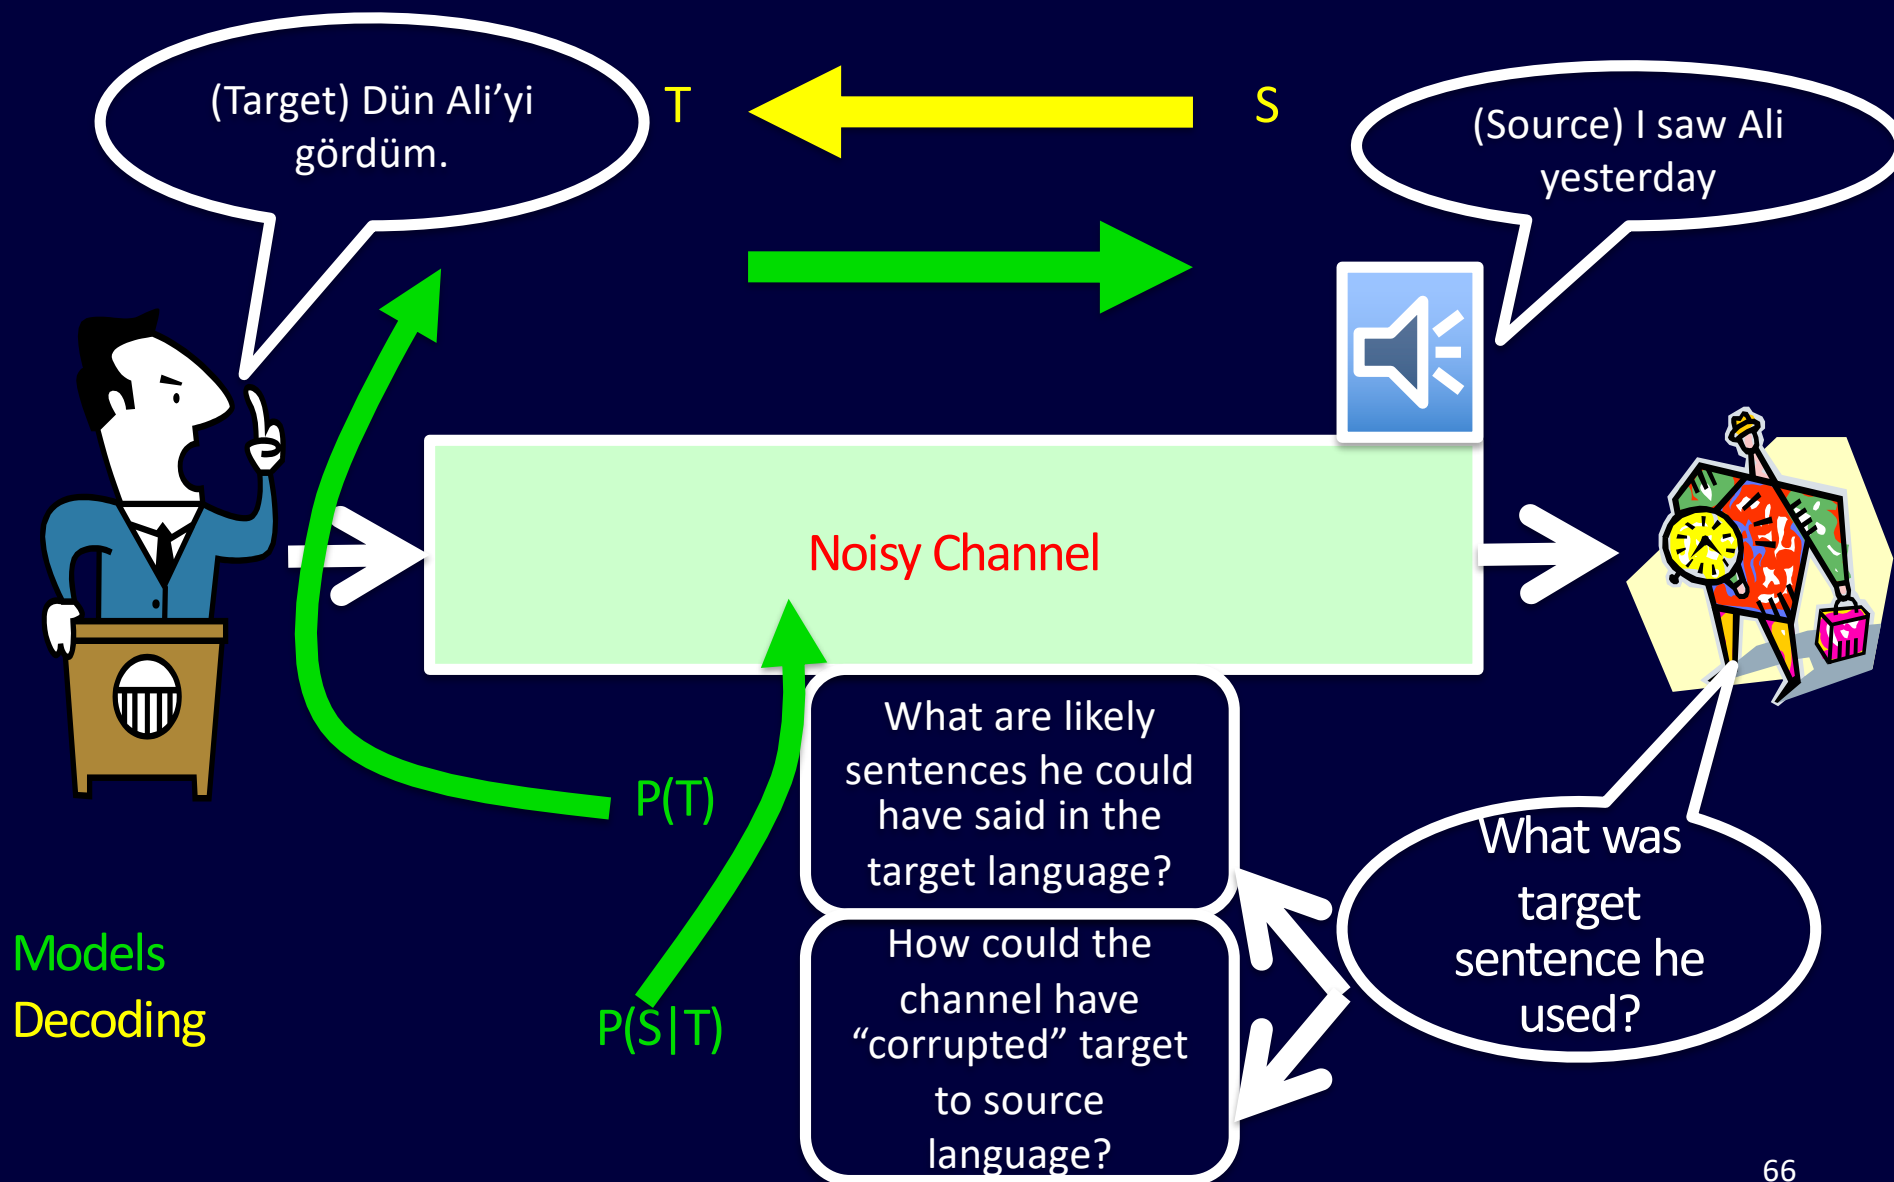 (Target) Dün Ali’yi
gördüm.
T
S
(Source) I saw Ali
yesterday
Noisy Channel
P(T)
What are likely
sentences he could
have said in the
target language?
What was
target
sentence he
used?
Models
Decoding
P(S|T)
How could the
channel have
“corrupted” target
to source
language?
66